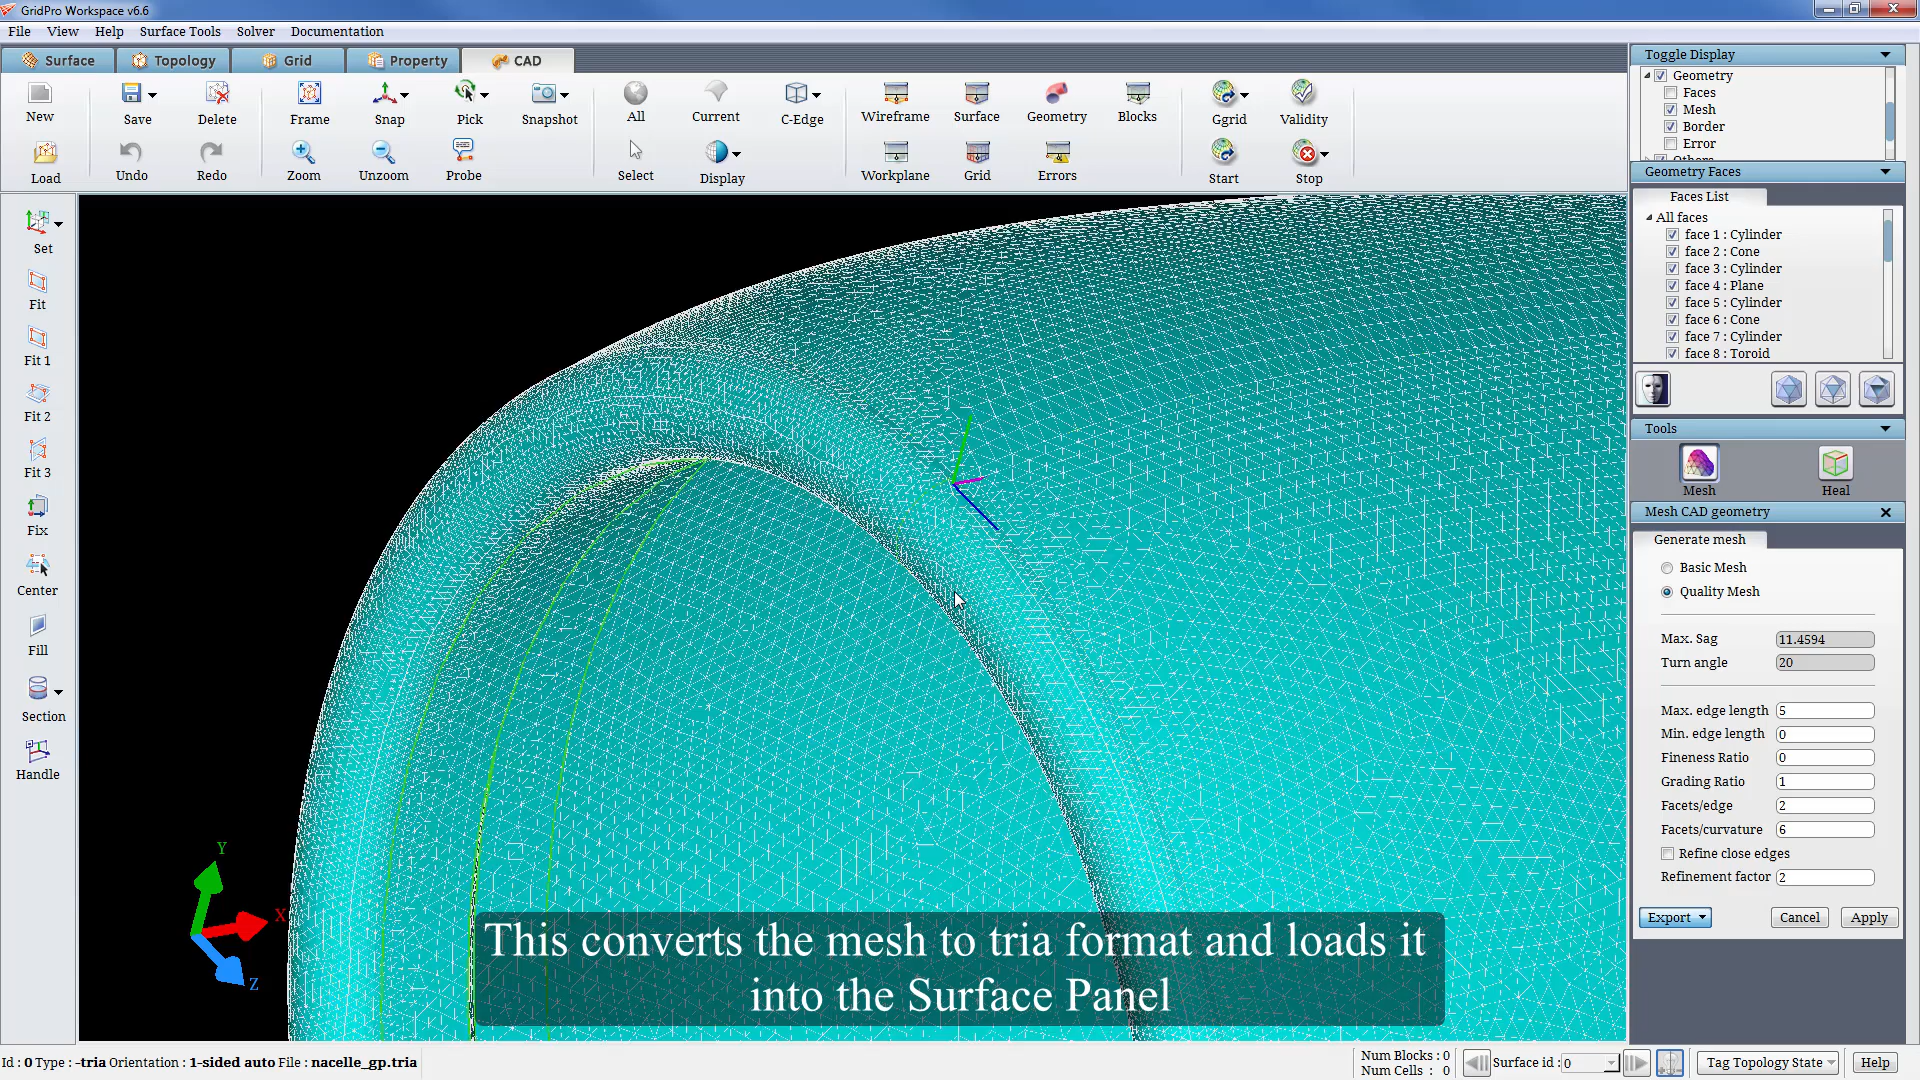 GridPro Workspace v6.6
File View Help Surface Tools Solver Documentation
Surface Topology Grid Property CAD
New Save Delete Frame Snap Pick Snapshot All Current C-Edge Wireframe Surface Geometry Blocks Ggrid Validity
Load Undo Redo Zoom Unzoom Probe Select Display Workplane Grid Errors Start Stop
Set
Fit
Fit 1
Fit 2
Fit 3
Fix
Center
Fill
Section
Handle
Y
X
Z
This converts the mesh to tria format and loads it
into the Surface Panel
Toggle Display
Geometry
Faces
Mesh
Border
Error
Others
Geometry Faces
Faces List
All faces
face 1 : Cylinder
face 2 : Cone
face 3 : Cylinder
face 4 : Plane
face 5 : Cylinder
face 6 : Cone
face 7 : Cylinder
face 8 : Toroid
Tools
Mesh Heal
Mesh CAD geometry
Generate mesh
Basic Mesh
Quality Mesh
Max. Sag 11.4594
Turn angle 20
Max. edge length 5
Min. edge length 0
Fineness Ratio 0
Grading Ratio 1
Facets/edge 2
Facets/curvature 6
Refine close edges
Refinement factor 2
Export Cancel Apply
Id : 0 Type : -tria Orientation : 1-sided auto File : nacelle_gp.tria
Num Blocks : 0
Num Cells : 0
Surface id : 0
Tag Topology State
Help